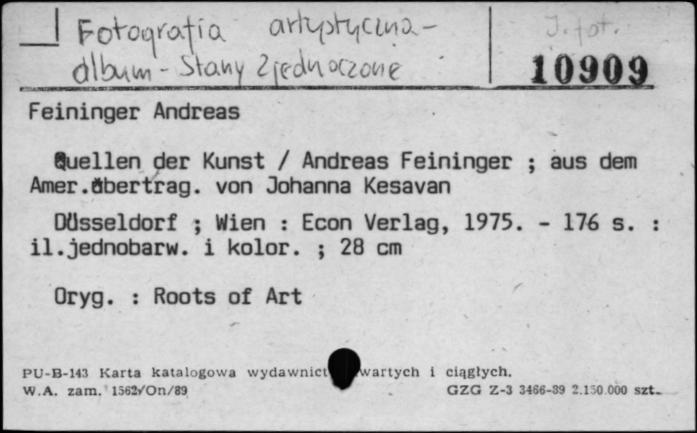 Fotografia artystyczna -
album - Stany Zjednoczone
J. fot.
10909
Feininger Andreas
Quellen der Kunst / Andreas Feininger ; aus dem
Amer.übertrag. von Johanna Kesavan
Düsseldorf ; Wien : Econ Verlag, 1975. - 176 s. :
il.jednobarw. i kolor. ; 28 cm
Oryg. : Roots of Art
PU-B-143 Karta katalogowa wydawnict wartych i ciągłych.
W.A. zam. 1562/On/89 GZG Z-3 3466-89 2.150.000 szt.